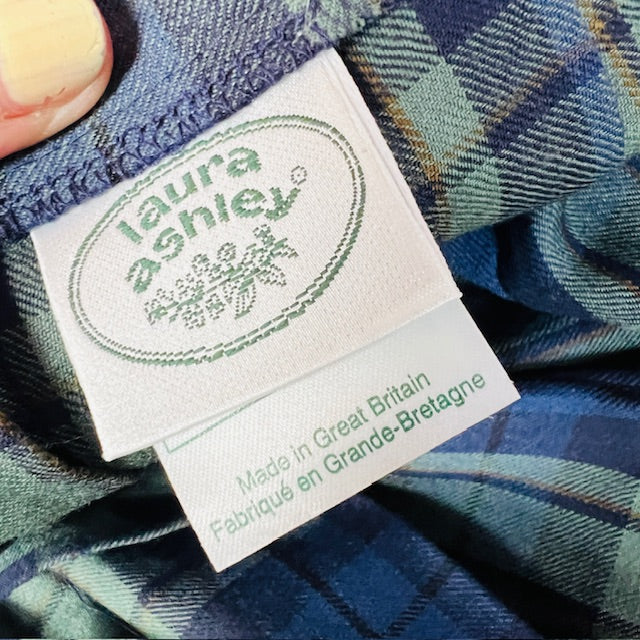 laura
ashley
Made in Great Britain
Fabriqué en Grande-Bretagne